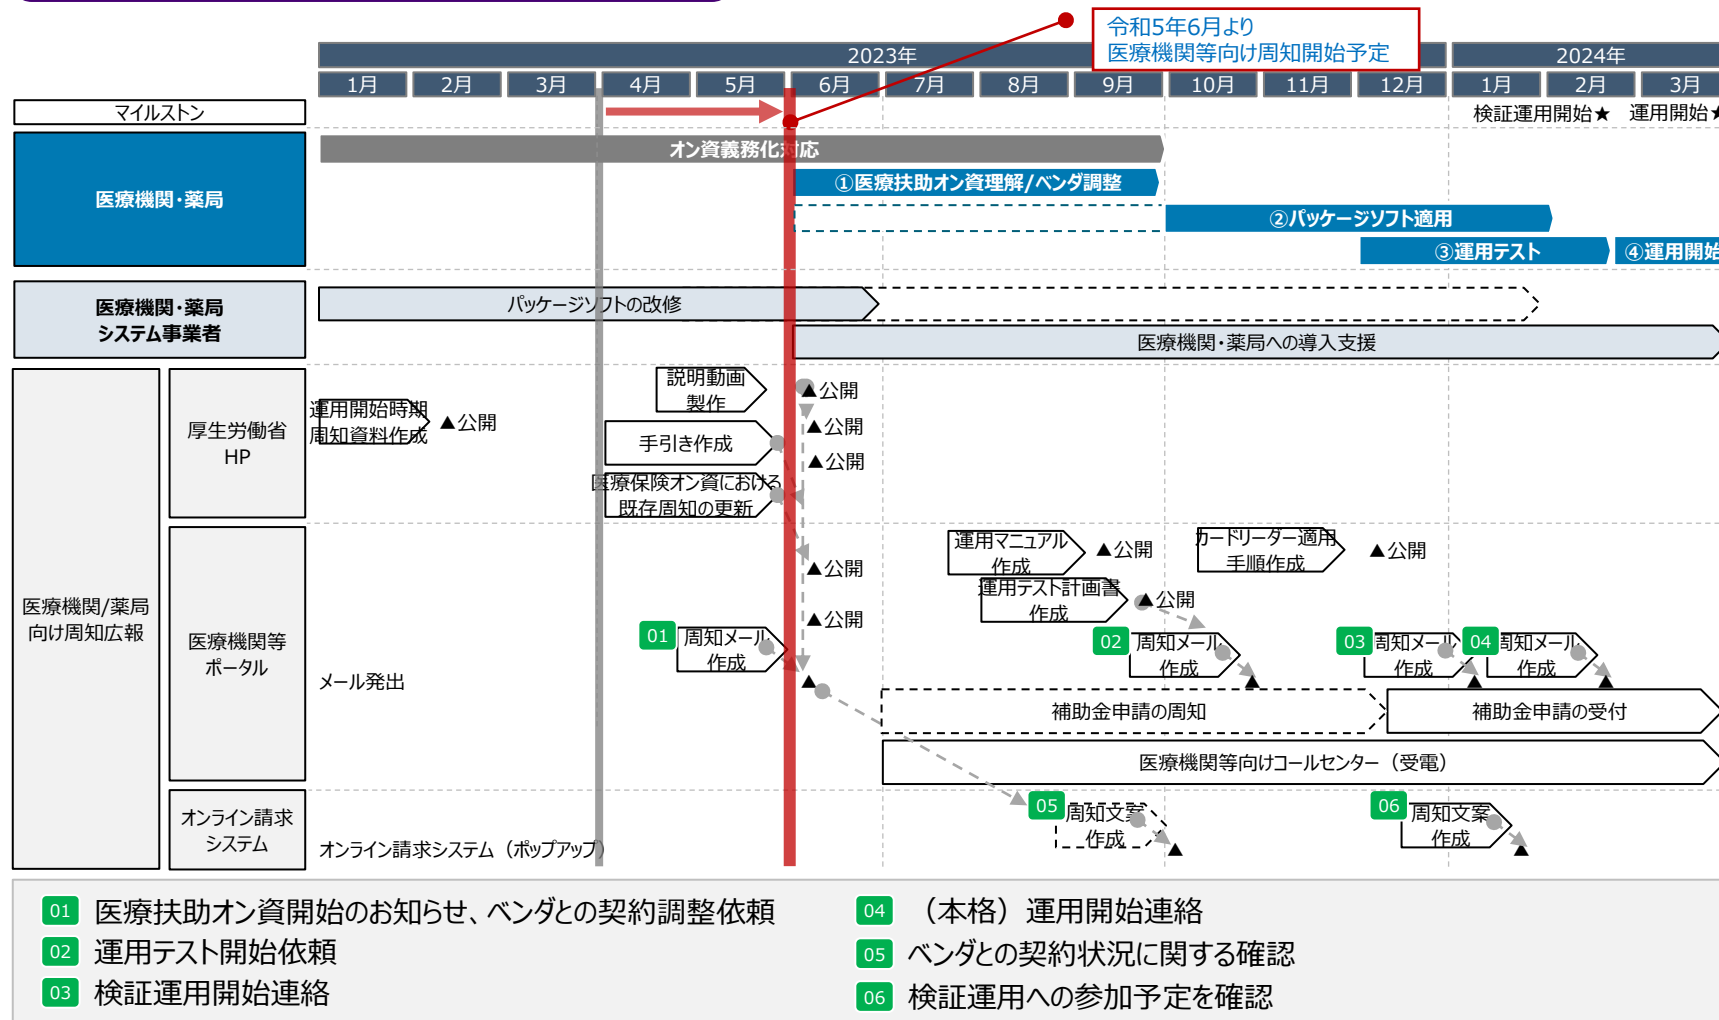 令和5年6月より
医療機関等向け周知開始予定
2023年
2024年
1月 2月 3月 4月 5月 6月 7月 8月 9月 10月 11月 12月 1月 2月 3月
マイルストン
検証運用開始★ 運用開始★
医療機関・薬局
オン資義務化対応
①医療扶助オン資理解/ベンダ調整
②パッケージソフト適用
③運用テスト
④運用開始
医療機関・薬局
システム事業者
パッケージソフトの改修
医療機関・薬局への導入支援
医療機関/薬局
向け周知広報
厚生労働省
HP
運用開始時期
周知資料作成
▲公開
説明動画
製作
▲公開
手引き作成
▲公開
医療保険オン資における
既存周知の更新
▲公開
医療機関等
ポータル
▲公開
▲公開
運用マニュアル
作成
▲公開
カードリーダー適用
手順作成
▲公開
運用テスト計画書
作成
▲公開
01 周知メール
作成
02 周知メール
作成
03 周知メール
作成
04 周知メール
作成
メール発出
▲ ▲ ▲ ▲
補助金申請の周知
補助金申請の受付
医療機関等向けコールセンター（受電）
オンライン請求
システム
05 周知文案
作成
06 周知文案
作成
オンライン請求システム（ポップアップ）
▲ ▲
01 医療扶助オン資開始のお知らせ、ベンダとの契約調整依頼
02 運用テスト開始依頼
03 検証運用開始連絡
04 （本格）運用開始連絡
05 ベンダとの契約状況に関する確認
06 検証運用への参加予定を確認